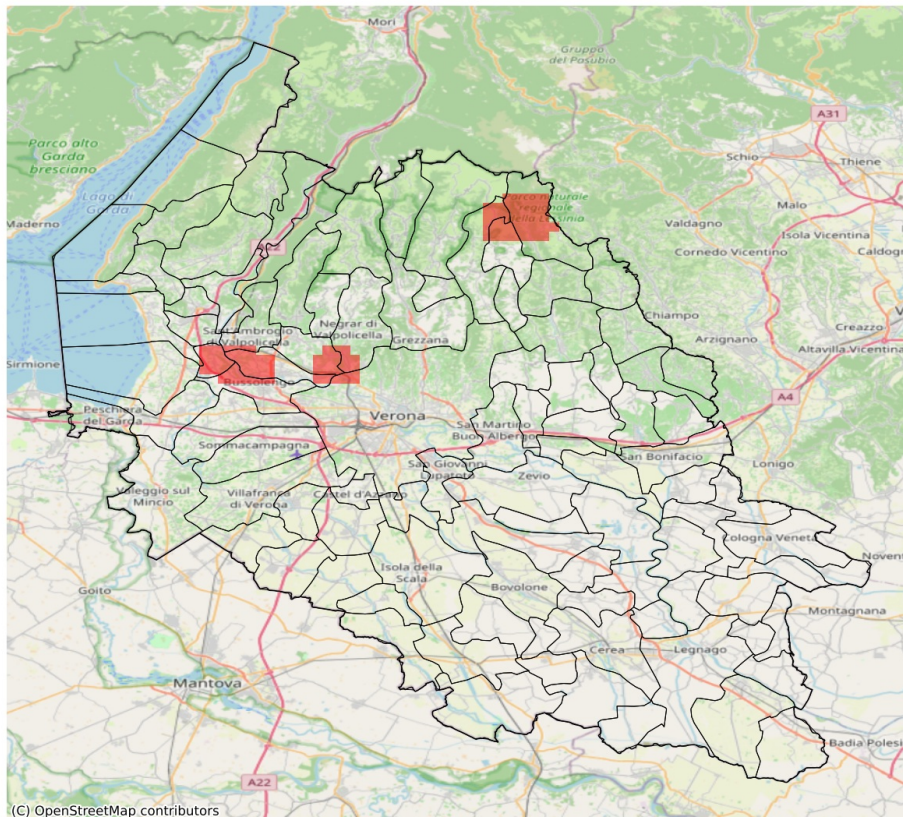 Mori
Gruppo
del Pasubio
A31
Schio
Thiene
Parco alto
Garda
bresciano
Lago di
Garda
Maderno
Malo
Valdagno
Isola Vicentina
Cornedo Vicentino
Caldogno
A22
Chiampo
Sant'Ambrogio
di Valpolicella
Negrar di
Valpolicella
Grezzana
Arzignano
Creazzo
Altavilla Vicentina
Sirmione
Bussolengo
A4
Peschiera
del Garda
Verona
Sommacampagna
San Martino
Buon Albergo
San Giovanni
Lupatoto
Zevio
San Bonifacio
Lonigo
Valeggio sul
Mincio
Villafranca
di Verona
Castel d'Azzano
Cologna Veneta
Isola della
Scala
Bovolone
Goito
Montagnana
Cerea
Legnago
Mantova
A22
Badia Polesi
(C) OpenStreetMap contributors